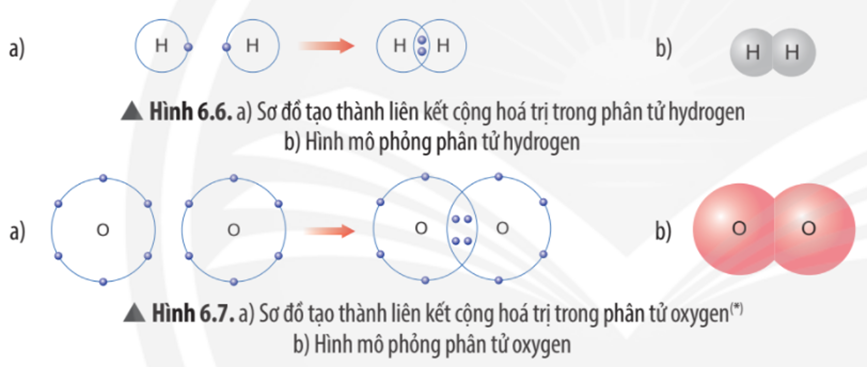 a) H H H H b) H H
▲ Hình 6.6. a) Sơ đồ tạo thành liên kết cộng hoá trị trong phân tử hydrogen
b) Hình mô phỏng phân tử hydrogen
a) O O O O b) O O
▲ Hình 6.7. a) Sơ đồ tạo thành liên kết cộng hoá trị trong phân tử oxygen(*)
b) Hình mô phỏng phân tử oxygen